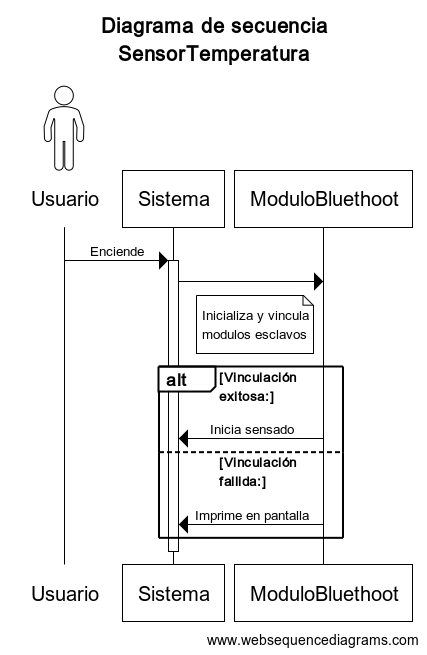 Diagrama de secuencia
SensorTemperatura
Usuario
Sistema
ModuloBluethoot
Enciende
Inicializa y vincula
modulos esclavos
alt
[Vinculación
exitosa:]
Inicia sensado
[Vinculación
fallida:]
Imprime en pantalla
Usuario
Sistema
ModuloBluethoot
www.websequencediagrams.com